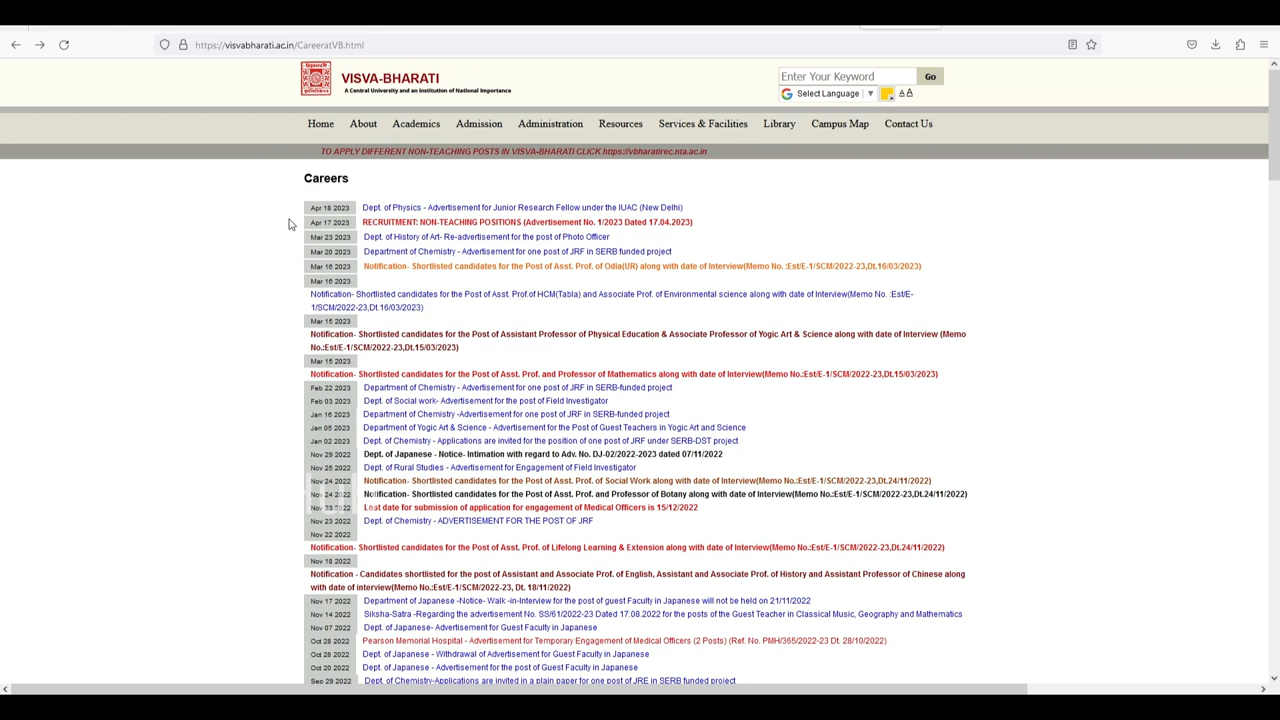 https://visvabharati.ac.in/CareeratVB.html
VISVA-BHARATI
A Central University and an Institution of National Importance
Enter Your Keyword
Go
Select Language
A A
Home About Academics Admission Administration Resources Services & Facilities Library Campus Map Contact Us
TO APPLY DIFFERENT NON-TEACHING POSTS IN VISVA-BHARATI CLICK https://vbharatirec.nta.ac.in
Careers
Apr 18 2023 Dept. of Physics - Advertisement for Junior Research Fellow under the IUAC (New Delhi)
Apr 17 2023 RECRUITMENT: NON-TEACHING POSITIONS (Advertisement No. 1/2023 Dated 17.04.2023)
Mar 23 2023 Dept. of History of Art- Re-advertisement for the post of Photo Officer
Mar 20 2023 Department of Chemistry - Advertisement for one post of JRF in SERB funded project
Mar 16 2023 Notification- Shortlisted candidates for the Post of Asst. Prof. of Odia(UR) along with date of Interview(Memo No. :Est/E-1/SCM/2022-23,Dt.16/03/2023)
Mar 16 2023
Notification- Shortlisted candidates for the Post of Asst. Prof.of HCM(Tabla) and Associate Prof. of Environmental science along with date of Interview(Memo No. :Est/E-
1/SCM/2022-23,Dt.16/03/2023)
Mar 15 2023
Notification- Shortlisted candidates for the Post of Assistant Professor of Physical Education & Associate Professor of Yogic Art & Science along with date of Interview (Memo
No.:Est/E-1/SCM/2022-23,Dt.15/03/2023)
Mar 15 2023
Notification- Shortlisted candidates for the Post of Asst. Prof. and Professor of Mathematics along with date of Interview(Memo No.:Est/E-1/SCM/2022-23,Dt.15/03/2023)
Feb 22 2023 Department of Chemistry - Advertisement for one post of JRF in SERB-funded project
Feb 03 2023 Dept. of Social work- Advertisement for the post of Field Investigator
Jan 16 2023 Department of Chemistry -Advertisement for one post of JRF in SERB-funded project
Jan 05 2023 Department of Yogic Art & Science - Advertisement for the Post of Guest Teachers in Yogic Art and Science
Jan 02 2023 Dept. of Chemistry - Applications are invited for the position of one post of JRF under SERB-DST project
Nov 29 2022 Dept. of Japanese - Notice- Intimation with regard to Adv. No. DJ-02/2022-2023 dated 07/11/2022
Nov 25 2022 Dept. of Rural Studies - Advertisement for Engagement of Field Investigator
Nov 24 2022 Notification- Shortlisted candidates for the Post of Asst. Prof. of Social Work along with date of Interview(Memo No.:Est/E-1/SCM/2022-23,Dt.24/11/2022)
Nov 24 2022 Notification- Shortlisted candidates for the Post of Asst. Prof. and Professor of Botany along with date of Interview(Memo No.:Est/E-1/SCM/2022-23,Dt.24/11/2022)
Nov 23 2022 Last date for submission of application for engagement of Medical Officers is 15/12/2022
Nov 23 2022 Dept. of Chemistry - ADVERTISEMENT FOR THE POST OF JRF
Nov 22 2022
Notification- Shortlisted candidates for the Post of Asst. Prof. of Lifelong Learning & Extension along with date of Interview(Memo No.:Est/E-1/SCM/2022-23,Dt.24/11/2022)
Nov 18 2022
Notification - Candidates shortlisted for the post of Assistant and Associate Prof. of English, Assistant and Associate Prof. of History and Assistant Professor of Chinese along
with date of interview(Memo No.:Est/E-1/SCM/2022-23, Dt. 18/11/2022)
Nov 17 2022 Department of Japanese -Notice- Walk -in-Interview for the post of guest Faculty in Japanese will not be held on 21/11/2022
Nov 14 2022 Siksha-Satra -Regarding the advertisement No. SS/61/2022-23 Dated 17.08.2022 for the posts of the Guest Teacher in Classical Music, Geography and Mathematics
Nov 07 2022 Dept. of Japanese- Advertisement for Guest Faculty in Japanese
Oct 28 2022 Pearson Memorial Hospital - Advertisement for Temporary Engagement of Medical Officers (2 Posts) (Ref. No. PMH/365/2022-23 Dt. 28/10/2022)
Oct 28 2022 Dept. of Japanese - Withdrawal of Advertisement for Guest Faculty in Japanese
Oct 20 2022 Dept. of Japanese - Advertisement for the post of Guest Faculty in Japanese
Sep 29 2022 Dept. of Chemistry-Applications are invited in a plain paper for one post of JRF in SERB funded project